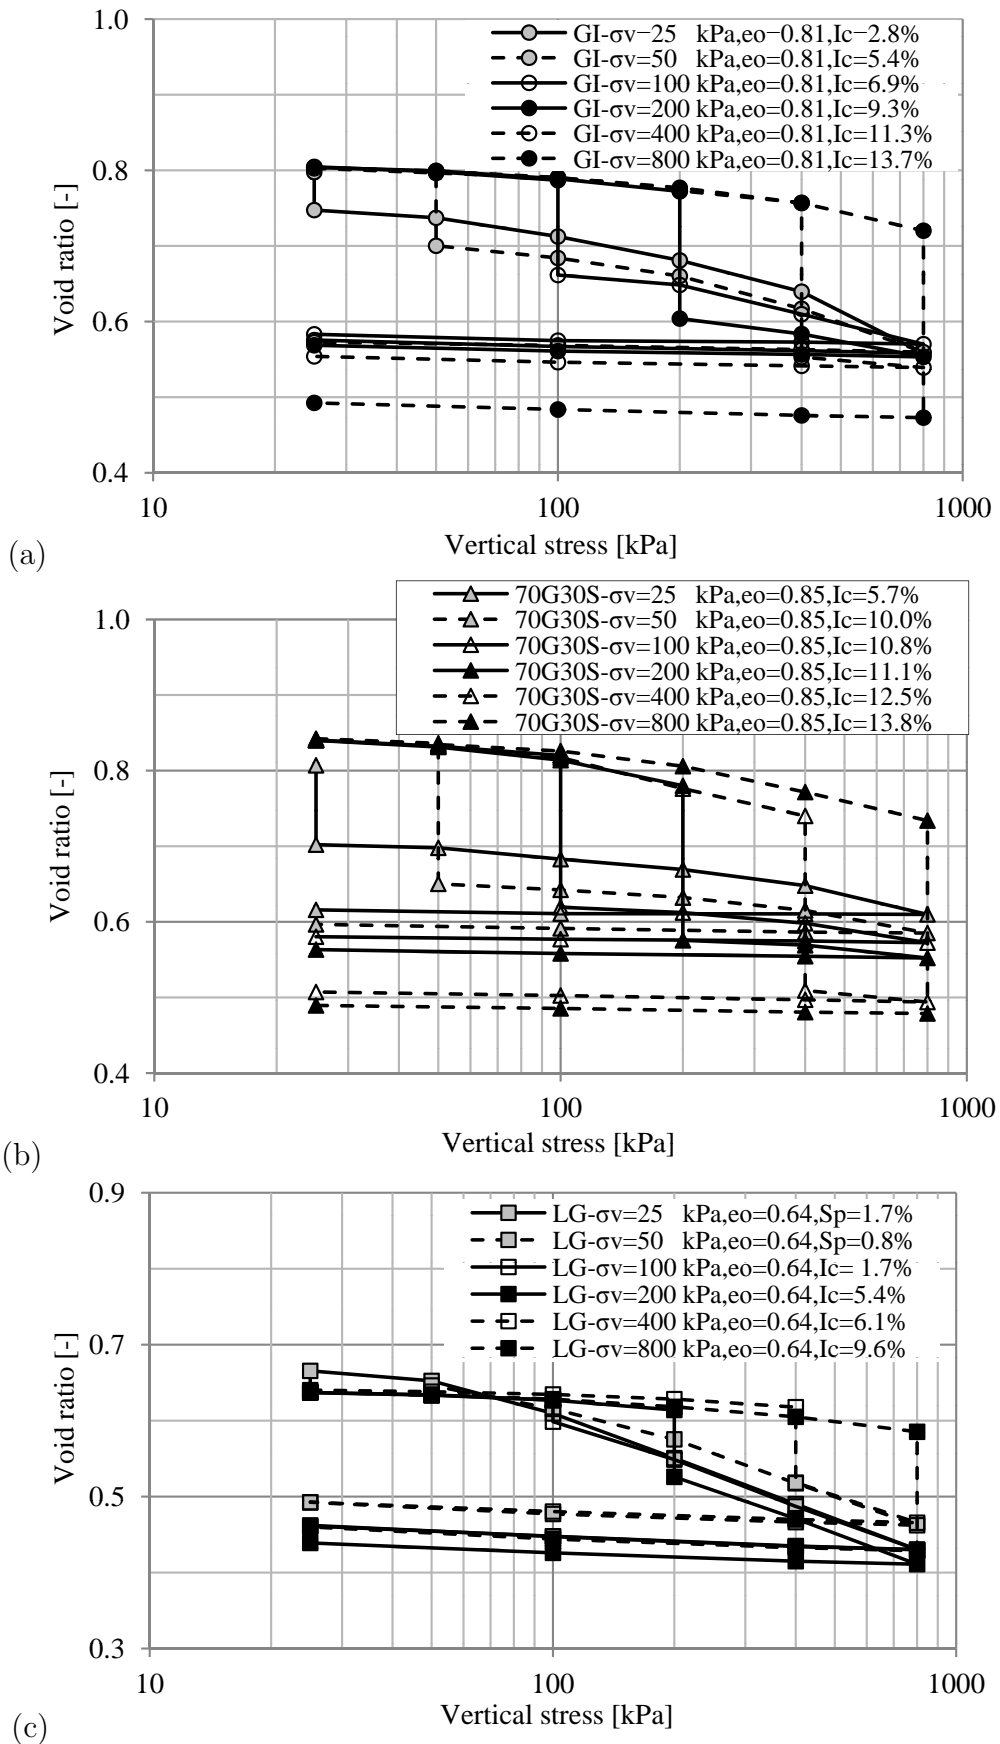 1.0
GI-σv=25 kPa,eo=0.81,Ic=2.8%
GI-σv=50 kPa,eo=0.81,Ic=5.4%
GI-σv=100 kPa,eo=0.81,Ic=6.9%
GI-σv=200 kPa,eo=0.81,Ic=9.3%
GI-σv=400 kPa,eo=0.81,Ic=11.3%
GI-σv=800 kPa,eo=0.81,Ic=13.7%
0.8
Void ratio [-]
0.6
0.4
10 100 1000
Vertical stress [kPa]
(a)
70G30S-σv=25 kPa,eo=0.85,Ic=5.7%
70G30S-σv=50 kPa,eo=0.85,Ic=10.0%
70G30S-σv=100 kPa,eo=0.85,Ic=10.8%
70G30S-σv=200 kPa,eo=0.85,Ic=11.1%
70G30S-σv=400 kPa,eo=0.85,Ic=12.5%
70G30S-σv=800 kPa,eo=0.85,Ic=13.8%
1.0
0.8
Void ratio [-]
0.6
0.4
10 100 1000
Vertical stress [kPa]
(b)
0.9
LG-σv=25 kPa,eo=0.64,Sp=1.7%
LG-σv=50 kPa,eo=0.64,Sp=0.8%
LG-σv=100 kPa,eo=0.64,Ic= 1.7%
LG-σv=200 kPa,eo=0.64,Ic=5.4%
LG-σv=400 kPa,eo=0.64,Ic=6.1%
LG-σv=800 kPa,eo=0.64,Ic=9.6%
0.7
Void ratio [-]
0.5
0.3
10 100 1000
Vertical stress [kPa]
(c)